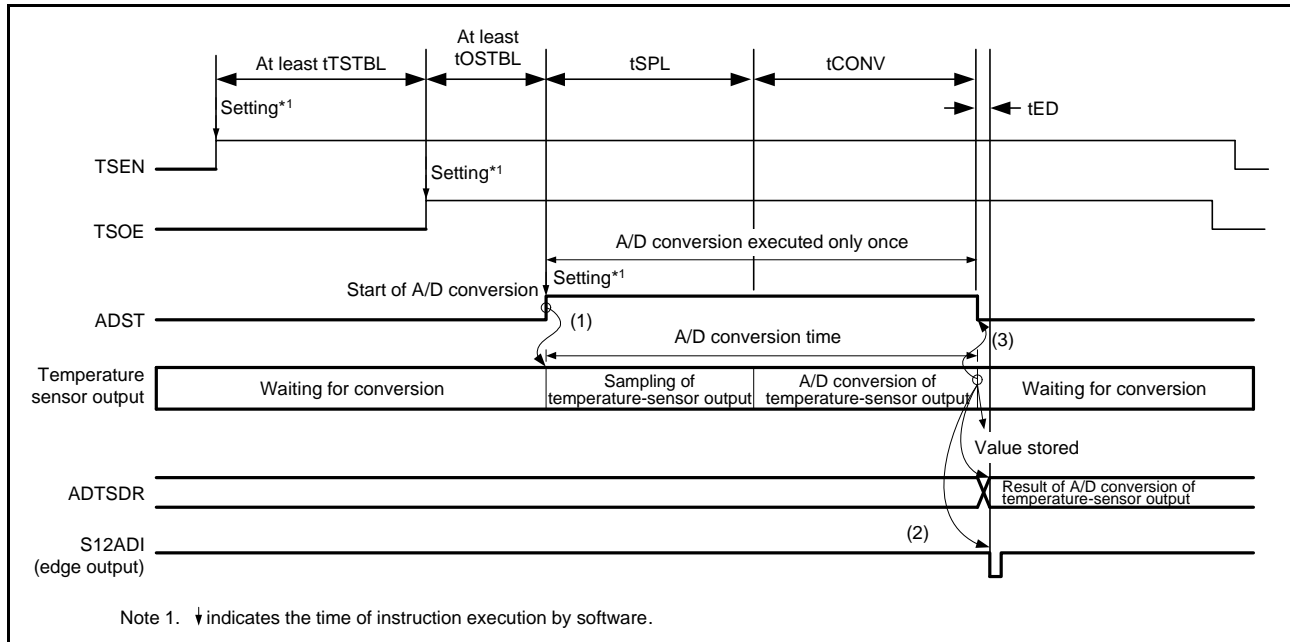 At least tTSTBL
At least
tOSTBL
tSPL
tCONV
tED
Setting*1
TSEN
Setting*1
TSOE
A/D conversion executed only once
Setting*1
Start of A/D conversion
ADST
(1)
(3)
A/D conversion time
Temperature
sensor output
Waiting for conversion
Sampling of
temperature-sensor output
A/D conversion of
temperature-sensor output
Waiting for conversion
Value stored
ADTSDR
Result of A/D conversion of
temperature-sensor output
S12ADI
(edge output)
(2)
Note 1. ↓ indicates the time of instruction execution by software.